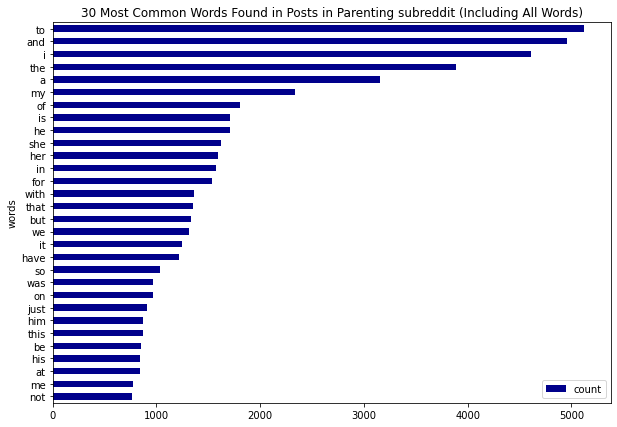 30 Most Common Words Found in Posts in Parenting subreddit (Including All Words)
to
and
i
the
a
my
of
is
he
she
her
in
for
with
that
but
we
it
have
so
was
on
just
him
this
be
his
at
me
not
words
0 1000 2000 3000 4000 5000
count